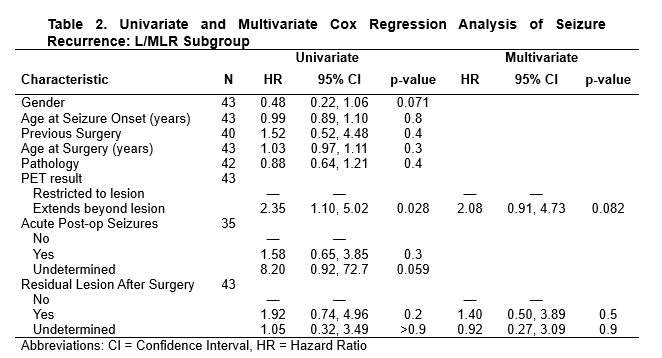 Table 2. Univariate and Multivariate Cox Regression Analysis of Seizure
Recurrence: L/MLR Subgroup
Univariate Multivariate
Characteristic N HR 95% CI p-value HR 95% CI p-value
Gender 43 0.48 0.22, 1.06 0.071
Age at Seizure Onset (years) 43 0.99 0.89, 1.10 0.8
Previous Surgery 40 1.52 0.52, 4.48 0.4
Age at Surgery (years) 43 1.03 0.97, 1.11 0.3
Pathology 42 0.88 0.64, 1.21 0.4
PET result 43
Restricted to lesion — — — —
Extends beyond lesion 2.35 1.10, 5.02 0.028 2.08 0.91, 4.73 0.082
Acute Post-op Seizures 35
No — —
Yes 1.58 0.65, 3.85 0.3
Undetermined 8.20 0.92, 72.7 0.059
Residual Lesion After Surgery 43
No — — — —
Yes 1.92 0.74, 4.96 0.2 1.40 0.50, 3.89 0.5
Undetermined 1.05 0.32, 3.49 >0.9 0.92 0.27, 3.09 0.9
Abbreviations: CI = Confidence Interval, HR = Hazard Ratio